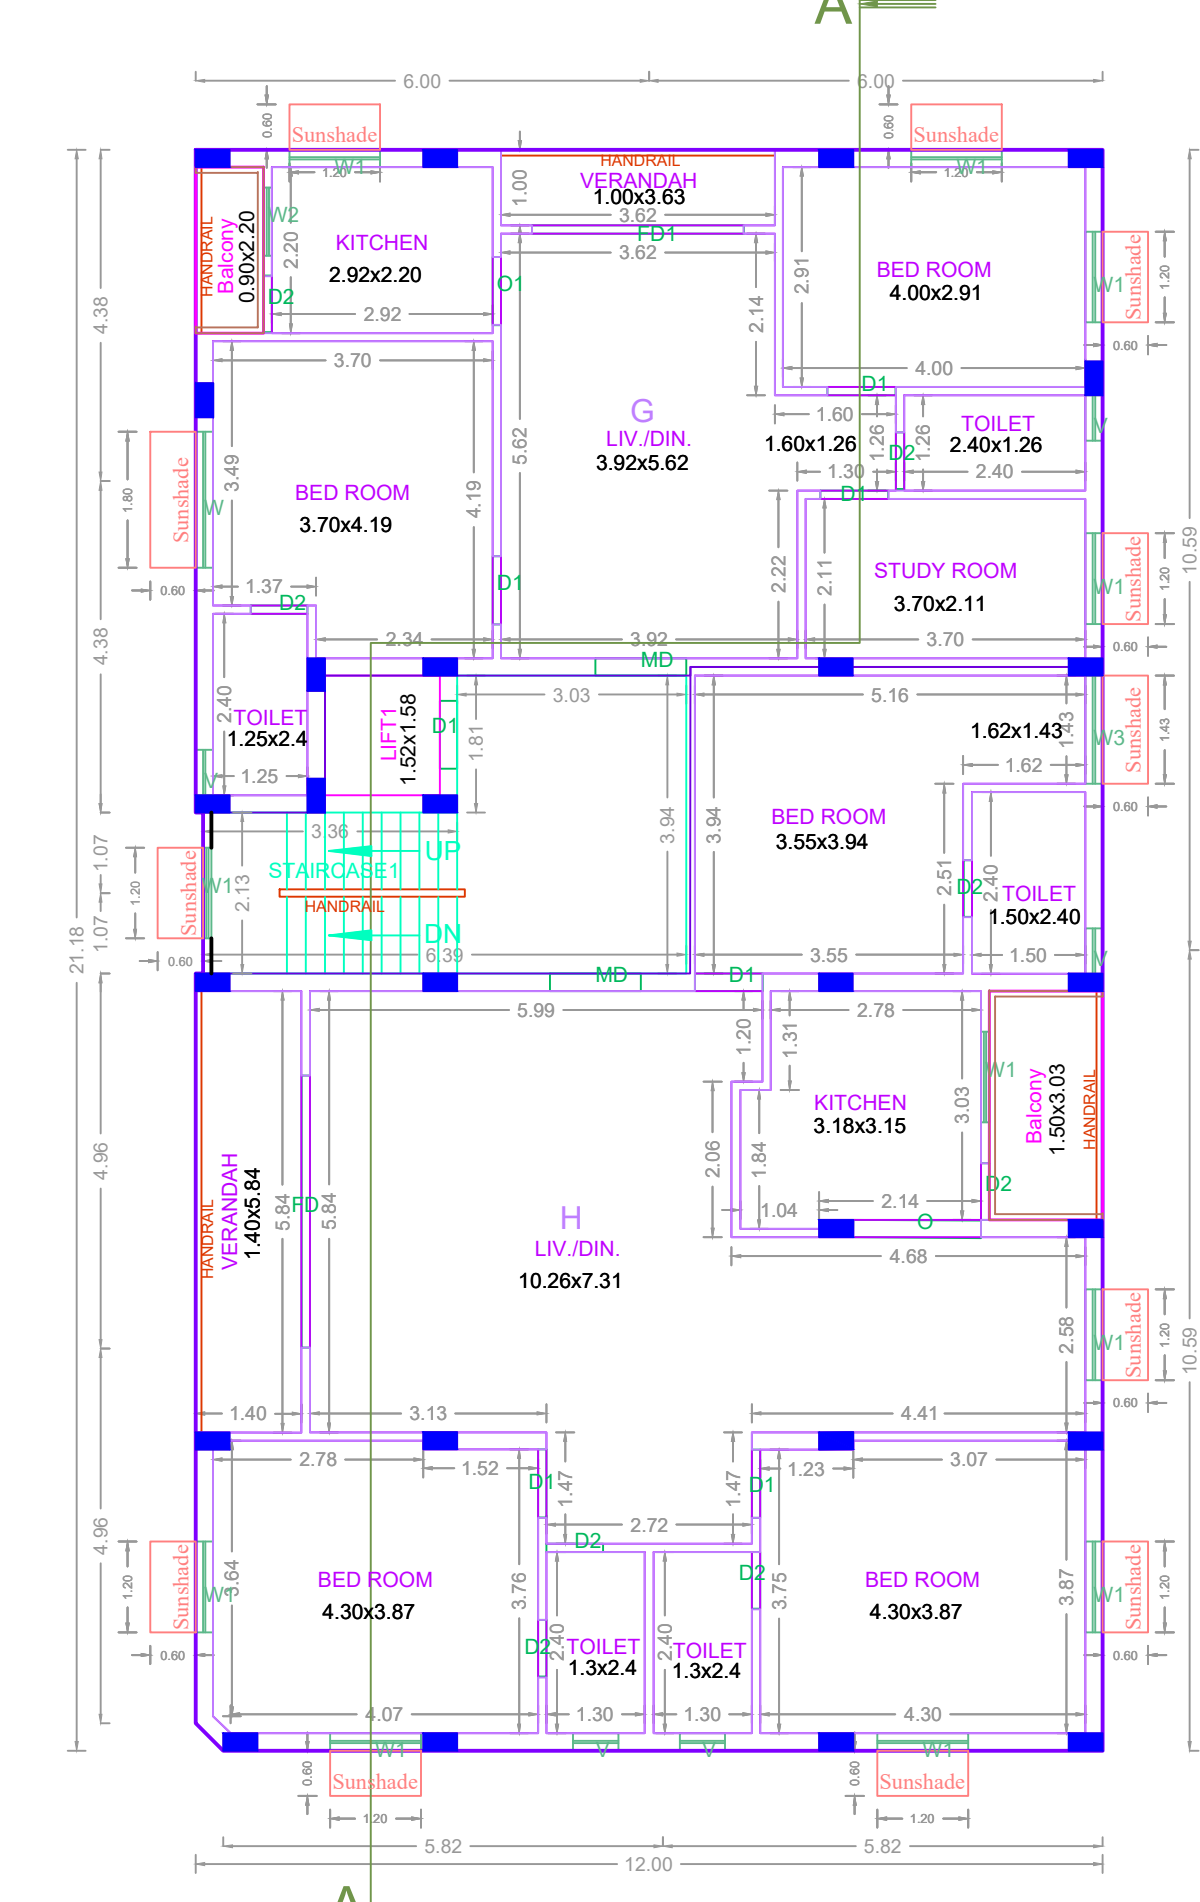 A
6.00
6.00
0.60
Sunshade
0.60
Sunshade
W1
1.20
HANDRAIL
VERANDAH
1.00x3.63
3.62
1.00
W1
1.20
HANDRAIL
Balcony
0.90x2.20
W2
2.20
D2
KITCHEN
2.92x2.20
2.92
FD1
3.62
O1
2.14
2.91
BED ROOM
4.00x2.91
4.00
W1
Sunshade
1.20
0.60
4.38
3.70
3.49
4.19
5.62
G
LIV./DIN.
3.92x5.62
D1
1.60
1.60x1.26
1.26
1.30
D2
1.26
TOILET
2.40x1.26
2.40
V
D1
10.59
1.80
Sunshade
W
0.60
BED ROOM
3.70x4.19
1.37
D2
D1
2.22
2.11
STUDY ROOM
3.70x2.11
3.70
W1
Sunshade
1.20
0.60
4.38
2.34
3.92
MD
2.40
TOILET
1.25x2.4
1.25
V
LIFT1
1.52x1.58
D1
1.81
3.03
5.16
1.62x1.43
1.43
1.62
W3
Sunshade
1.43
0.60
3.94
3.94
BED ROOM
3.55x3.94
2.51
D2
2.40
TOILET
1.50x2.40
1.50
V
3.55
21.18
1.07
1.07
1.20
Sunshade
W1
0.60
3.36
2.13
UP
STAIRCASE1
HANDRAIL
DN
6.39
MD
D1
5.99
1.20
1.31
2.78
KITCHEN
3.18x3.15
3.03
W1
D2
Balcony
1.50x3.03
HANDRAIL
2.06
1.84
1.04
2.14
O
4.68
4.96
HANDRAIL
VERANDAH
1.40x5.84
5.84
FD
5.84
H
LIV./DIN.
10.26x7.31
2.58
W1
Sunshade
1.20
0.60
10.59
1.40
3.13
4.41
2.78
1.52
D1
1.47
1.47
D1
1.23
3.07
4.96
1.20
Sunshade
W1
0.60
3.64
BED ROOM
4.30x3.87
3.76
2.72
D2
D2
D2
2.40
TOILET
1.3x2.4
2.40
TOILET
1.3x2.4
3.75
BED ROOM
4.30x3.87
3.87
W1
Sunshade
1.20
0.60
4.07
1.30
1.30
4.30
W1
V
V
W1
0.60
Sunshade
1.20
0.60
Sunshade
1.20
5.82
5.82
12.00
A